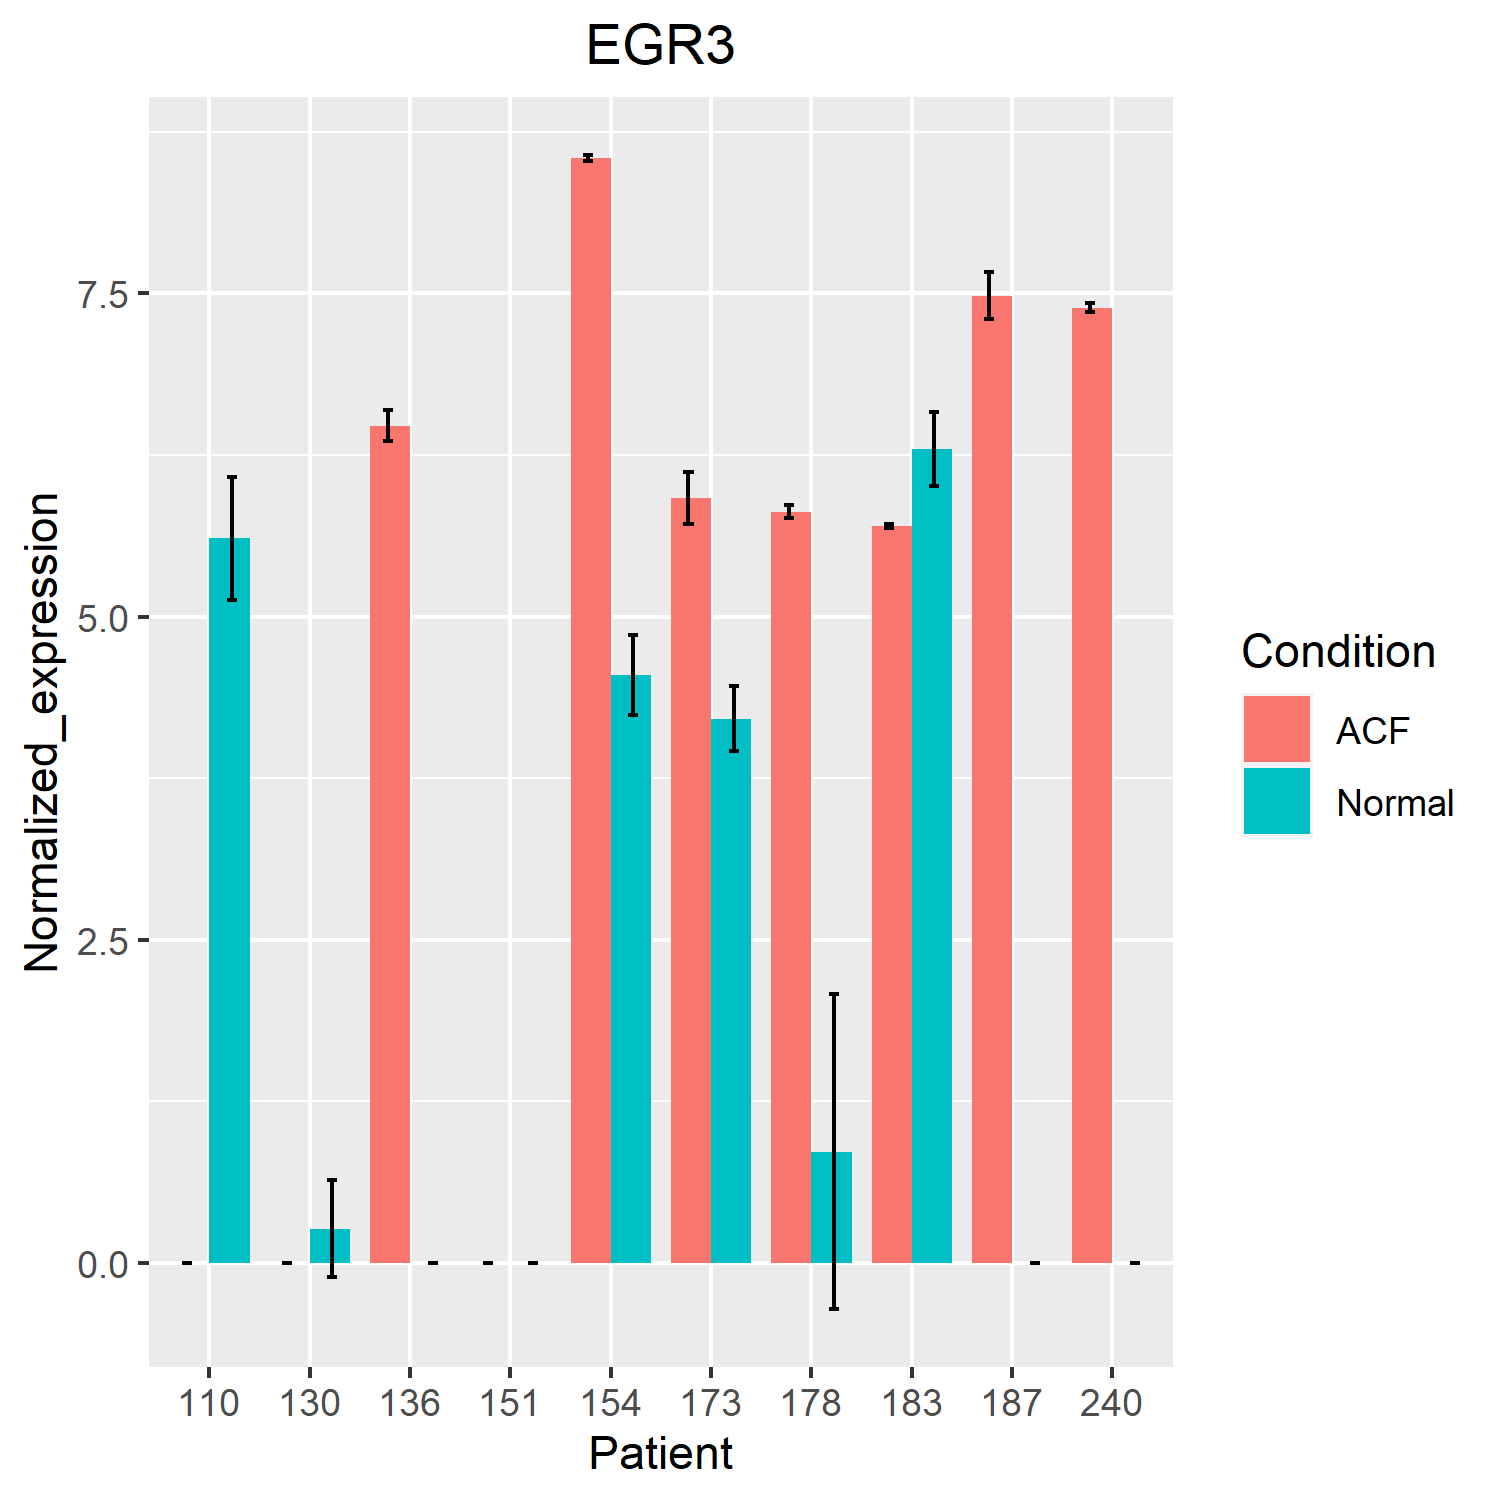 EGR3
Normalized_expression
7.5
5.0
2.5
0.0
110 130 136 151 154 173 178 183 187 240
Patient
Condition
ACF
Normal